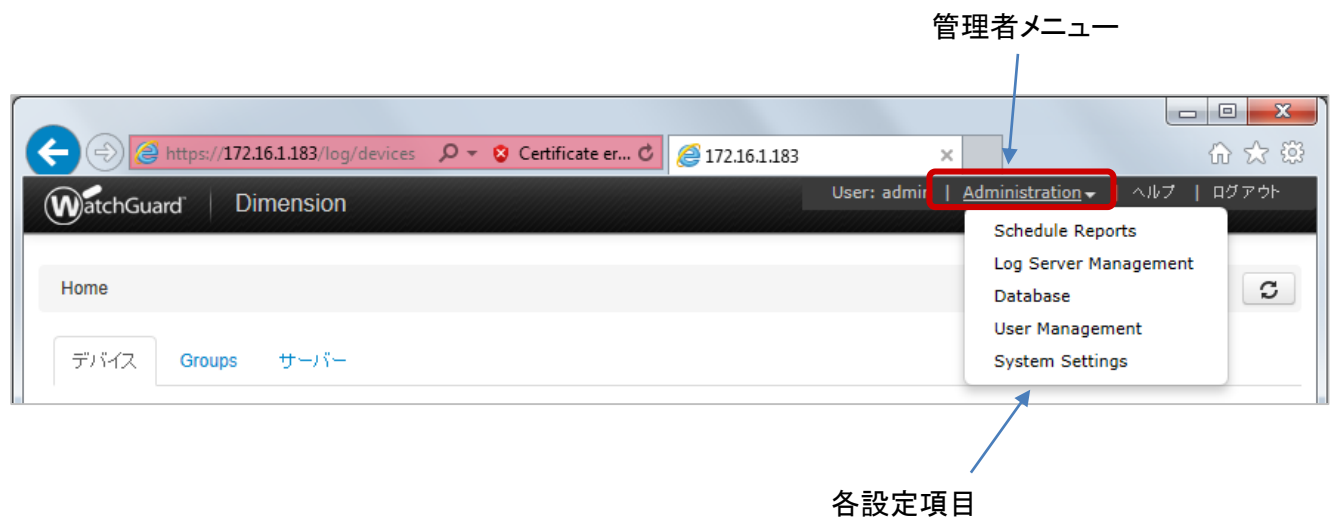 管理者メニュー
https://172.16.1.183/log/devices Certificate er... 172.16.1.183
WatchGuard Dimension User: admin | Administration | ヘルプ | ログアウト
Schedule Reports
Log Server Management
Home
Database
User Management
デバイス Groups サーバー
System Settings
各設定項目